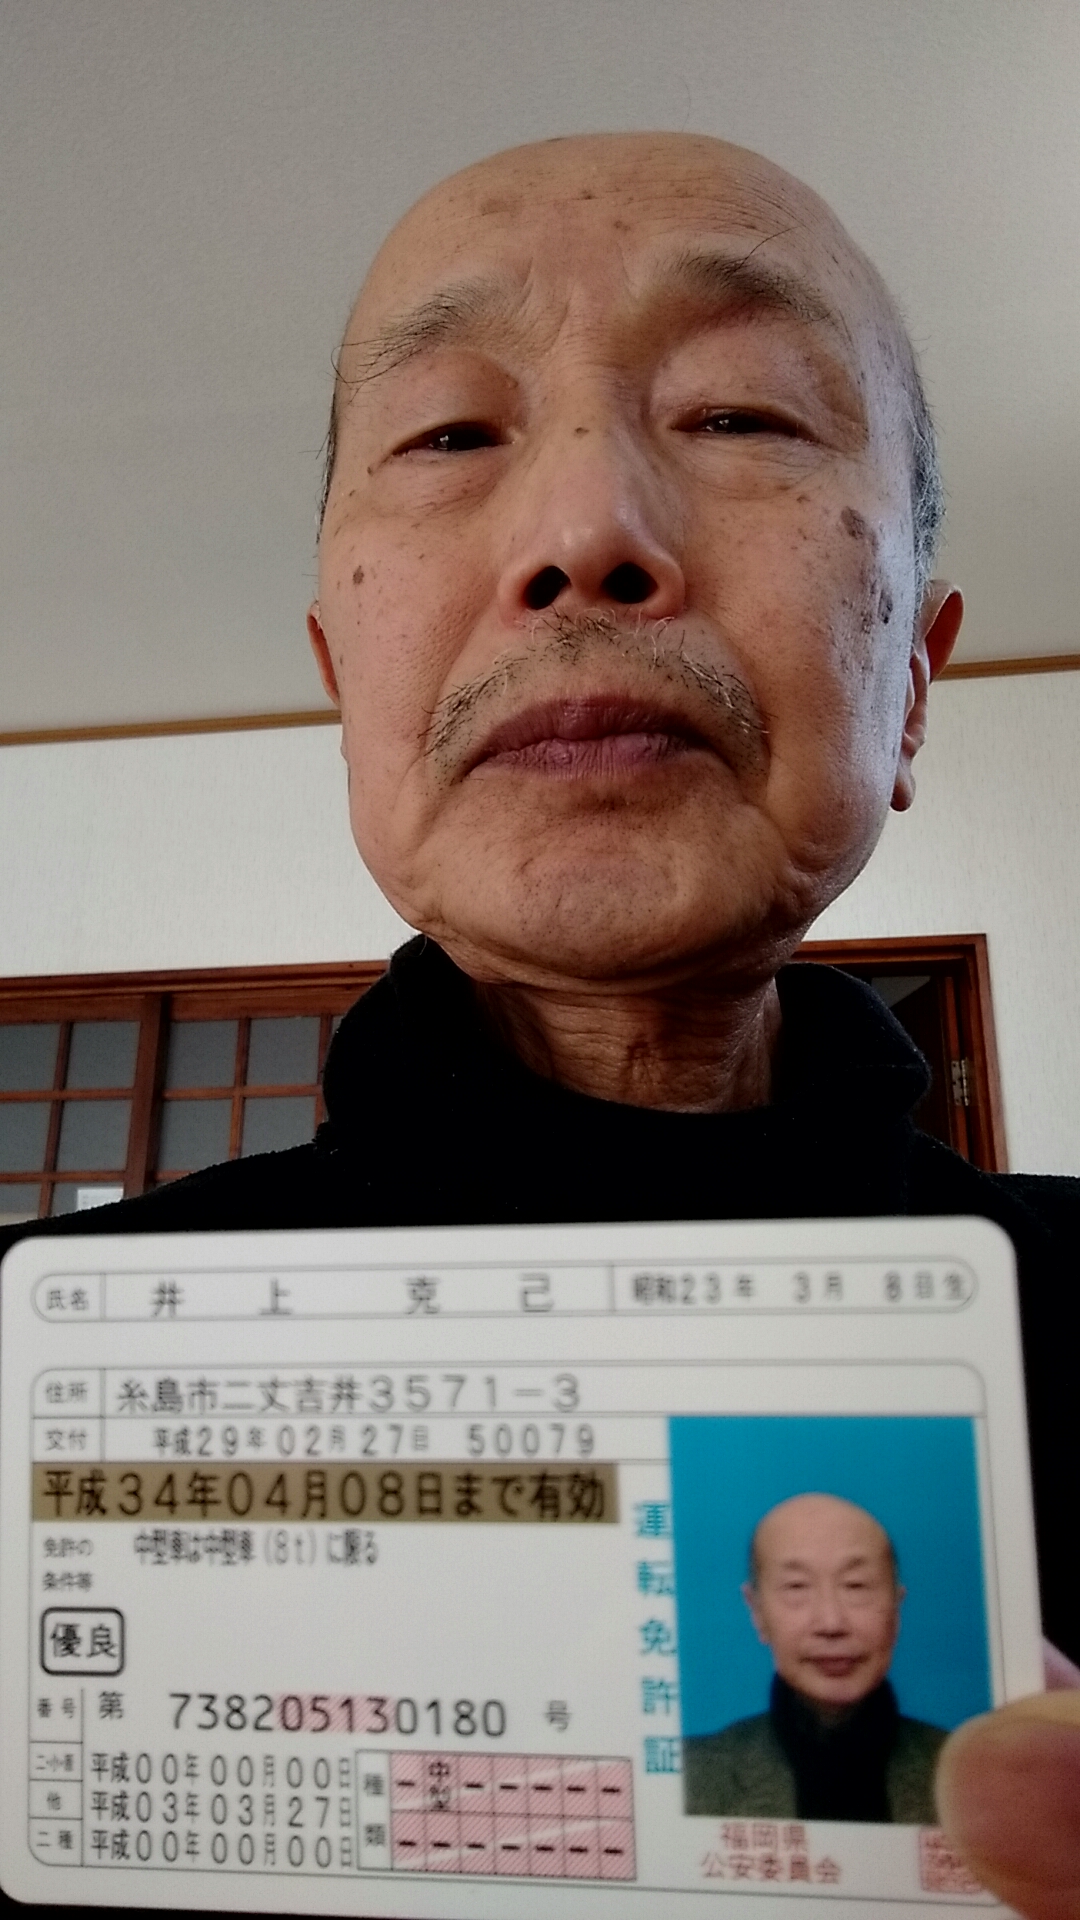 氏名 井上 克己 昭和23年 3月 8日生
住所 糸島市二丈吉井3571-3
交付 平成29年02月27日 50079
平成34年04月08日まで有効
免許の
条件等
中型車は中型車(8t)に限る
優良
番号 第 738205130180 号
二・小・原 平成00年00月00日
他 平成03年03月27日
二種 平成00年00月00日
種類
中型
運転免許証
福岡県
公安委員会